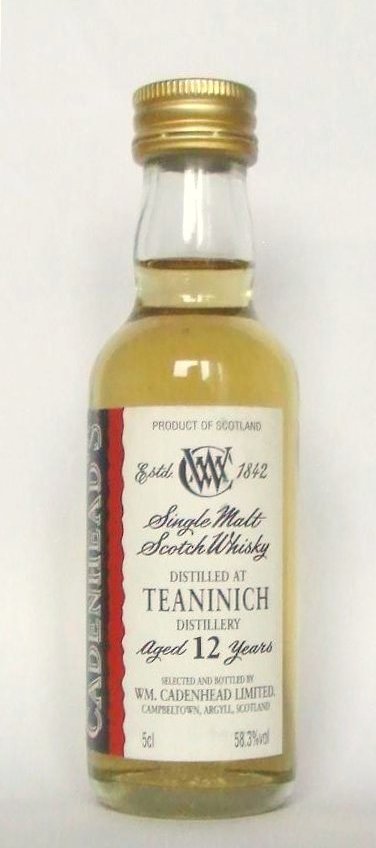 CADENHEAD'S
PRODUCT OF SCOTLAND
Estd. WMC 1842
Single Malt
Scotch Whisky
DISTILLED AT
TEANINICH
DISTILLERY
Aged 12 Years
SELECTED AND BOTTLED BY
WM. CADENHEAD LIMITED.
CAMPBELTOWN, ARGYLL, SCOTLAND
5cl 58.3%vol